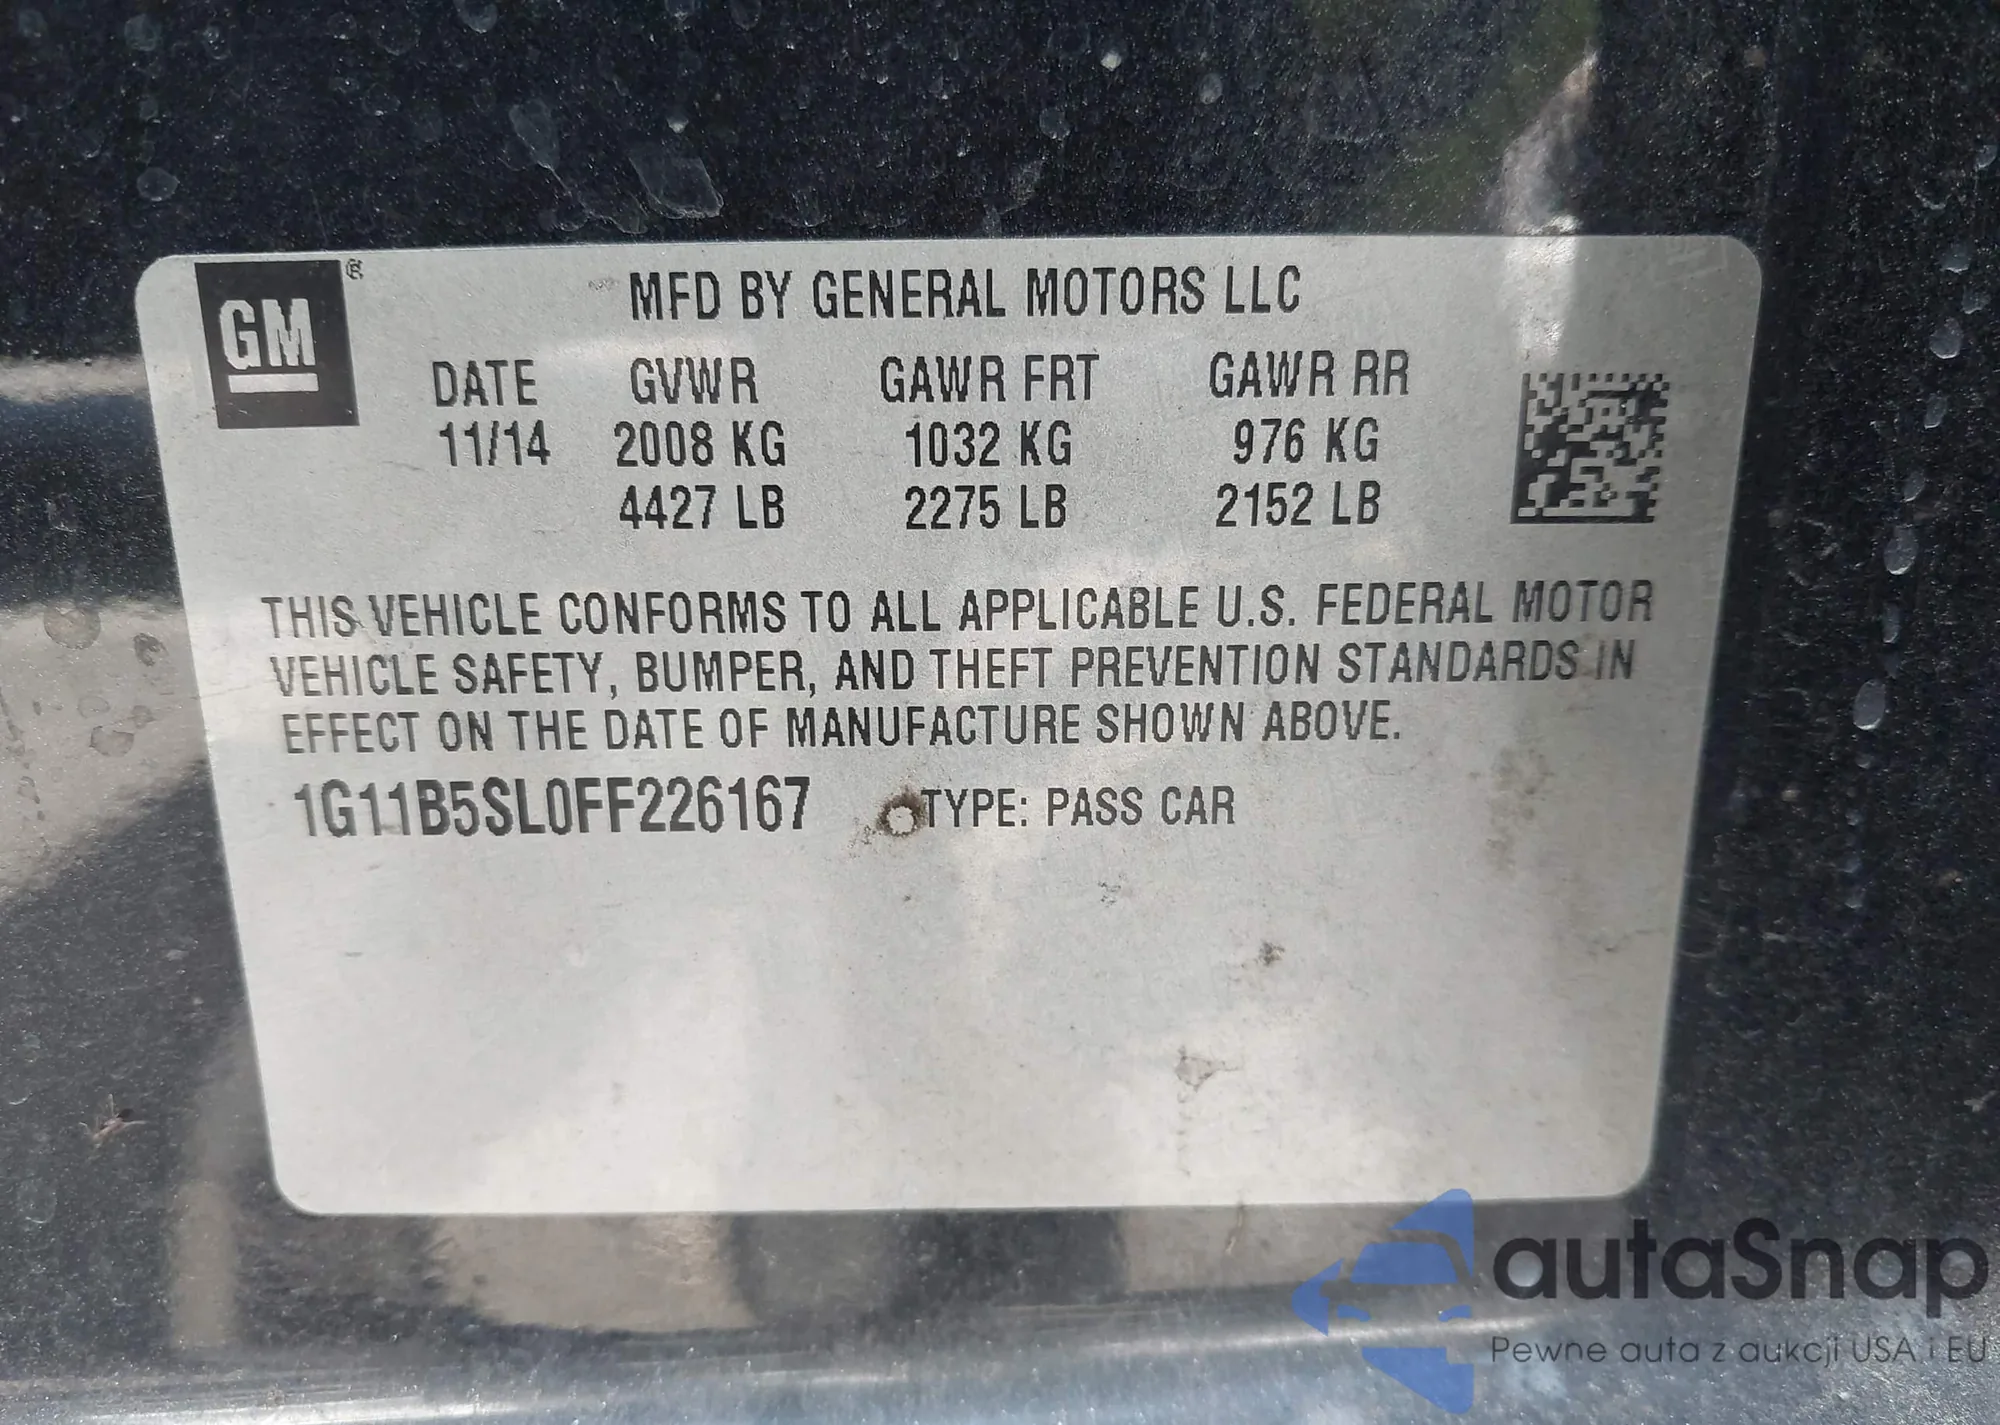 GM ®
MFD BY GENERAL MOTORS LLC
DATE GVWR GAWR FRT GAWR RR
11/14 2008 KG 1032 KG 976 KG
4427 LB 2275 LB 2152 LB
THIS VEHICLE CONFORMS TO ALL APPLICABLE U.S. FEDERAL MOTOR
VEHICLE SAFETY, BUMPER, AND THEFT PREVENTION STANDARDS IN
EFFECT ON THE DATE OF MANUFACTURE SHOWN ABOVE.
1G11B5SL0FF226167 TYPE: PASS CAR
autaSnap
Pewne auta z aukcji USA i EU